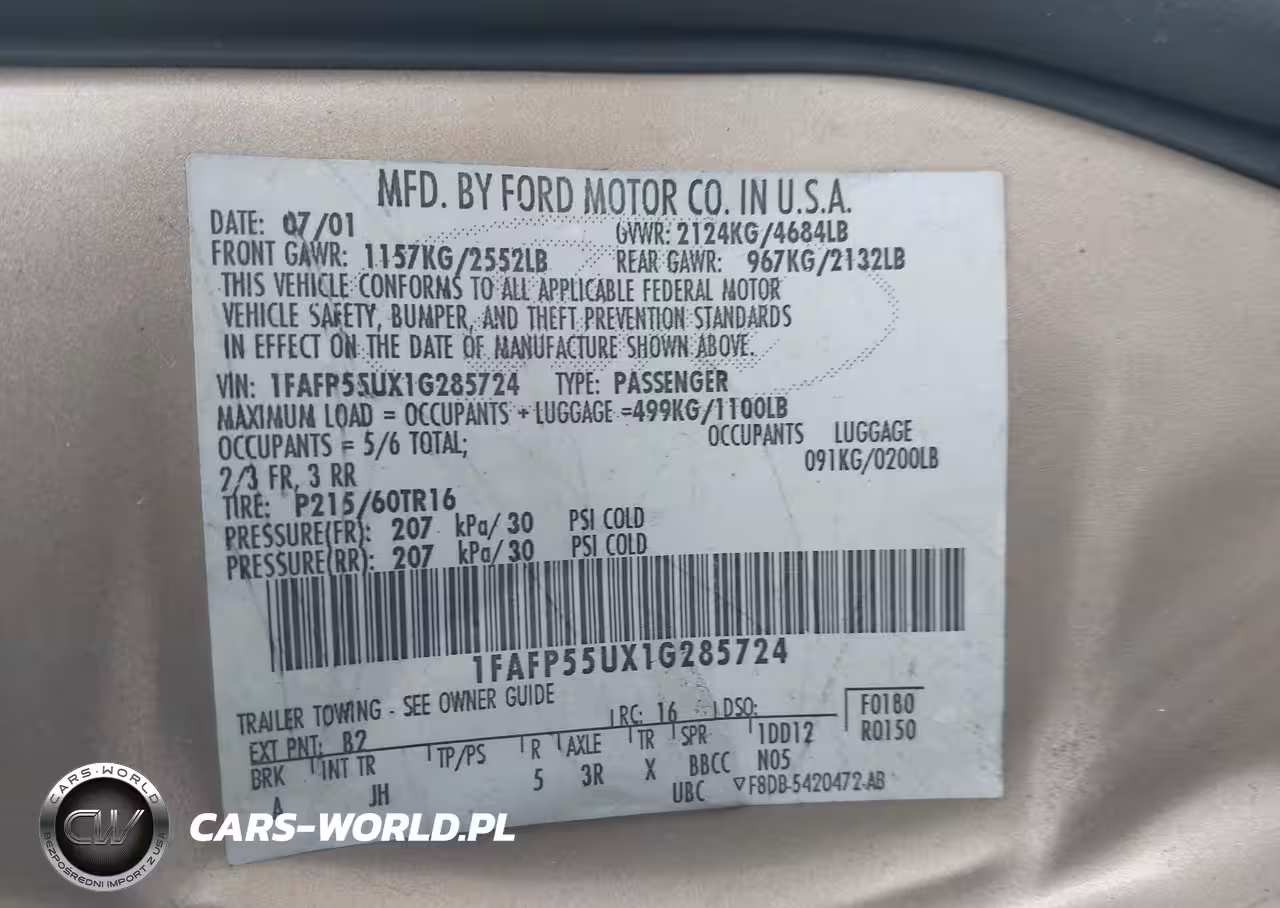 MFD. BY FORD MOTOR CO. IN U.S.A.
DATE: 07/01 GVWR: 2124KG/4684LB
FRONT GAWR: 1157KG/2552LB REAR GAWR: 967KG/2132LB
THIS VEHICLE CONFORMS TO ALL APPLICABLE FEDERAL MOTOR
VEHICLE SAFETY, BUMPER, AND THEFT PREVENTION STANDARDS
IN EFFECT ON THE DATE OF MANUFACTURE SHOWN ABOVE.
VIN: 1FAFP55UX1G285724 TYPE: PASSENGER
MAXIMUM LOAD = OCCUPANTS + LUGGAGE =499KG/1100LB
OCCUPANTS = 5/6 TOTAL; OCCUPANTS LUGGAGE
2/3 FR, 3 RR 091KG/0200LB
TIRE: P215/60TR16
PRESSURE(FR): 207 kPa/ 30 PSI COLD
PRESSURE(RR): 207 kPa/ 30 PSI COLD
1FAFP55UX1G285724
TRAILER TOWING - SEE OWNER GUIDE
EXT PNT: B2 RC: 16 DSO: F0180
BRK INT TR TP/PS R AXLE TR SPR 1DD12 R0150
A JH 5 3R X BBCC N05
UBC ▽F8DB-5420472-AB
CARS-WORLD
CW
BEZPOŚREDNI IMPORT Z USA
CARS-WORLD.PL